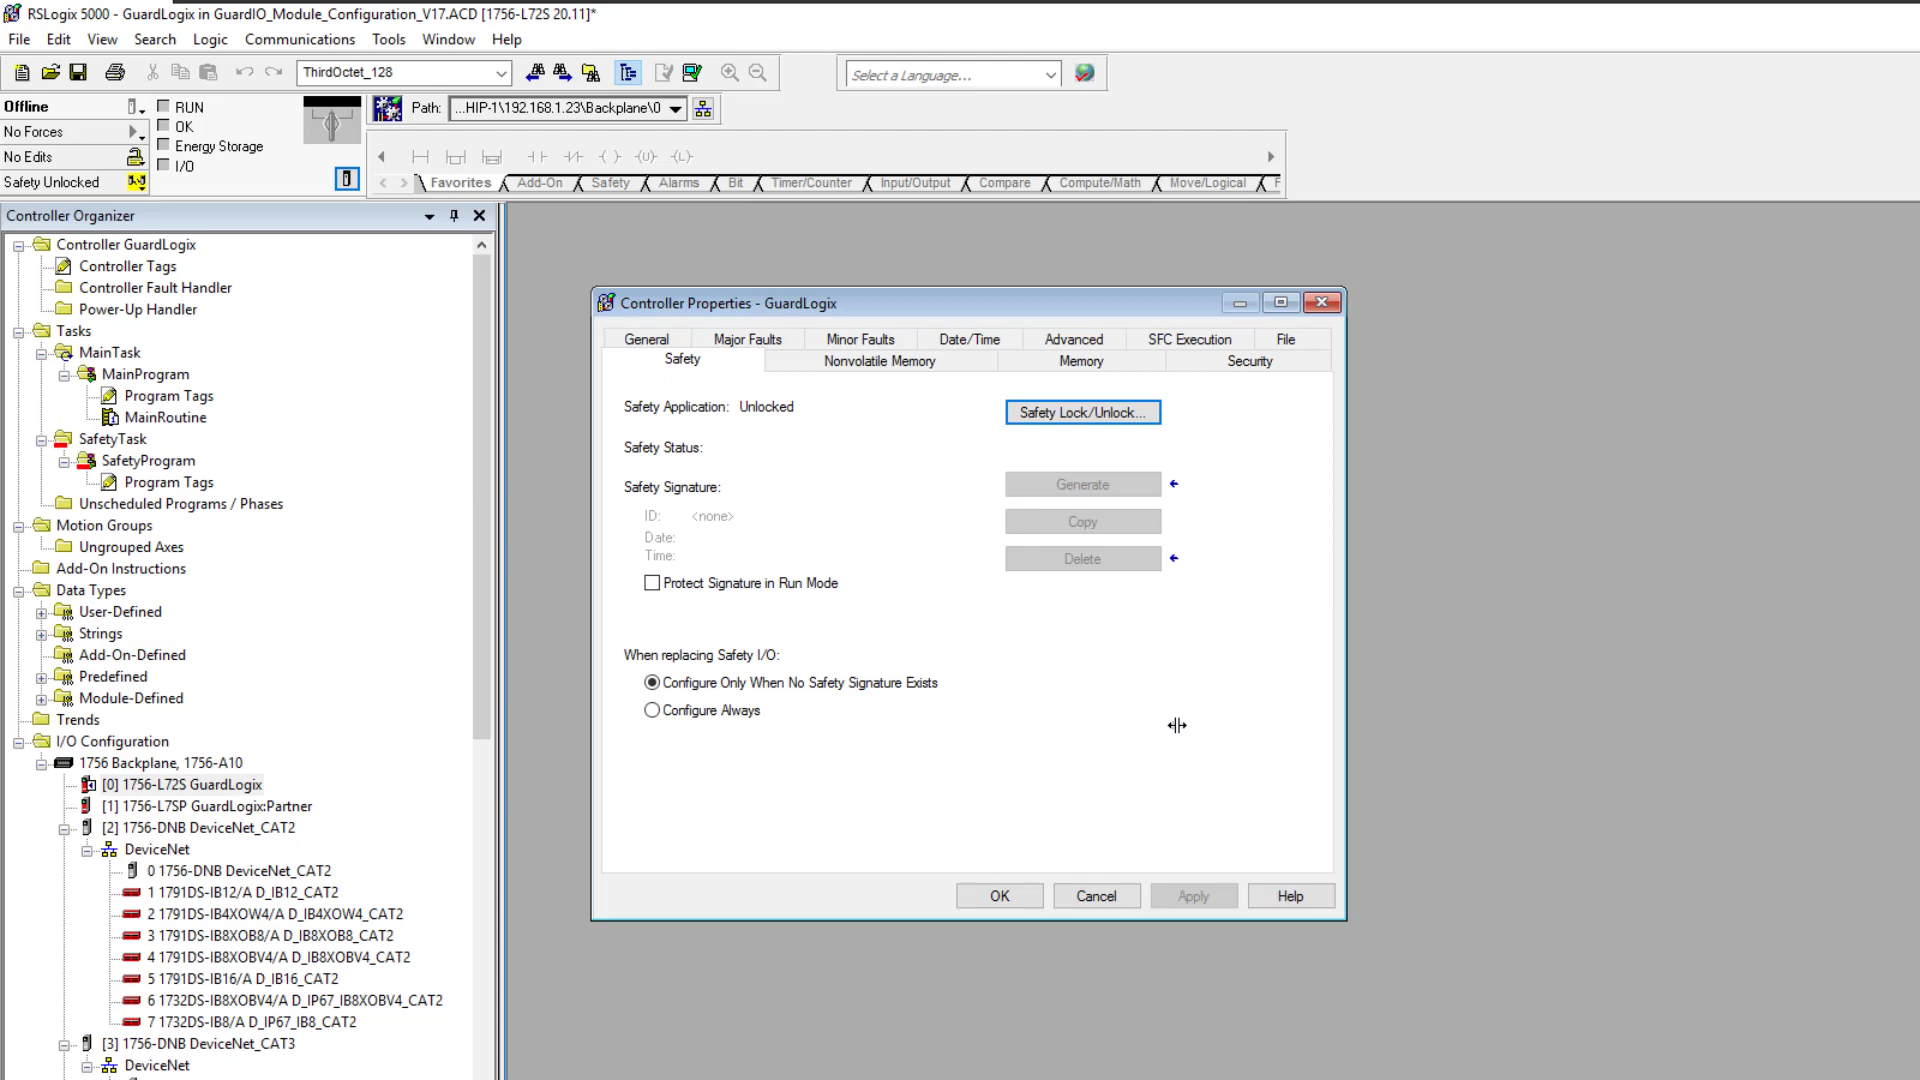 RSLogix 5000 - GuardLogix in GuardIO_Module_Configuration_V17.ACD [1756-L72S 20.11]*
File Edit View Search Logic Communications Tools Window Help
ThirdOctet_128
Select a Language...
Offline
RUN
No Forces
OK
No Edits
Energy Storage
Safety Unlocked
I/O
Path: ...HIP-1\192.168.1.23\Backplane\0
Favorites Add-On Safety Alarms Bit Timer/Counter Input/Output Compare Compute/Math Move/Logical F
Controller Organizer
Controller GuardLogix
Controller Tags
Controller Fault Handler
Power-Up Handler
Tasks
MainTask
MainProgram
Program Tags
MainRoutine
SafetyTask
SafetyProgram
Program Tags
Unscheduled Programs / Phases
Motion Groups
Ungrouped Axes
Add-On Instructions
Data Types
User-Defined
Strings
Add-On-Defined
Predefined
Module-Defined
Trends
I/O Configuration
1756 Backplane, 1756-A10
[0] 1756-L72S GuardLogix
[1] 1756-L7SP GuardLogix:Partner
[2] 1756-DNB DeviceNet_CAT2
DeviceNet
0 1756-DNB DeviceNet_CAT2
1 1791DS-IB12/A D_IB12_CAT2
2 1791DS-IB4XOW4/A D_IB4XOW4_CAT2
3 1791DS-IB8XOB8/A D_IB8XOB8_CAT2
4 1791DS-IB8XOBV4/A D_IB8XOBV4_CAT2
5 1791DS-IB16/A D_IB16_CAT2
6 1732DS-IB8XOBV4/A D_IP67_IB8XOBV4_CAT2
7 1732DS-IB8/A D_IP67_IB8_CAT2
[3] 1756-DNB DeviceNet_CAT3
DeviceNet
Controller Properties - GuardLogix
General Major Faults Minor Faults Date/Time Advanced SFC Execution File
Safety Nonvolatile Memory Memory Security
Safety Application: Unlocked
Safety Lock/Unlock...
Safety Status:
Safety Signature:
Generate
ID: <none>
Copy
Date:
Time:
Delete
Protect Signature in Run Mode
When replacing Safety I/O:
Configure Only When No Safety Signature Exists
Configure Always
OK Cancel Apply Help